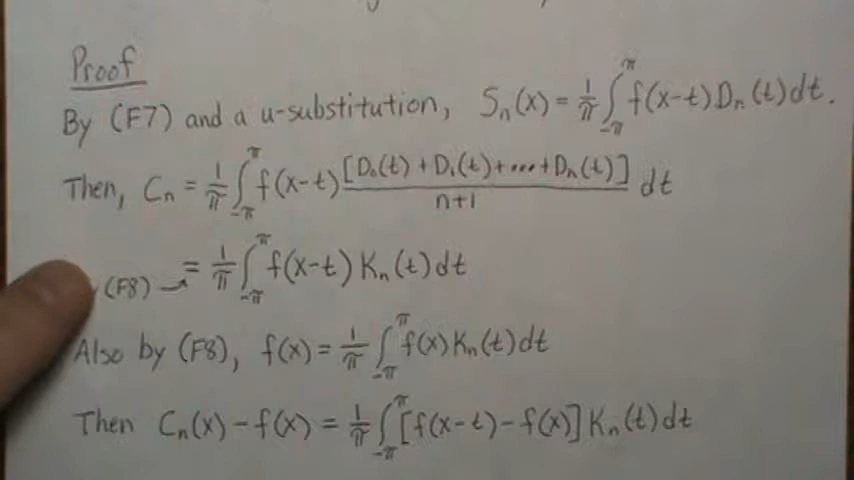 Proof
By (F7) and a u-substitution, Sₙ(x) = 1/π ∫_{-π}^{π} f(x-t) Dₙ(t) dt.
Then, Cₙ = 1/π ∫_{-π}^{π} f(x-t) [D₀(t) + D₁(t) + ... + Dₙ(t)] / n+1 dt
(F8) → = 1/π ∫_{-π}^{π} f(x-t) Kₙ(t) dt
Also by (F8), f(x) = 1/π ∫_{-π}^{π} f(x) Kₙ(t) dt
Then Cₙ(x) - f(x) = 1/π ∫_{-π}^{π} [f(x-t) - f(x)] Kₙ(t) dt